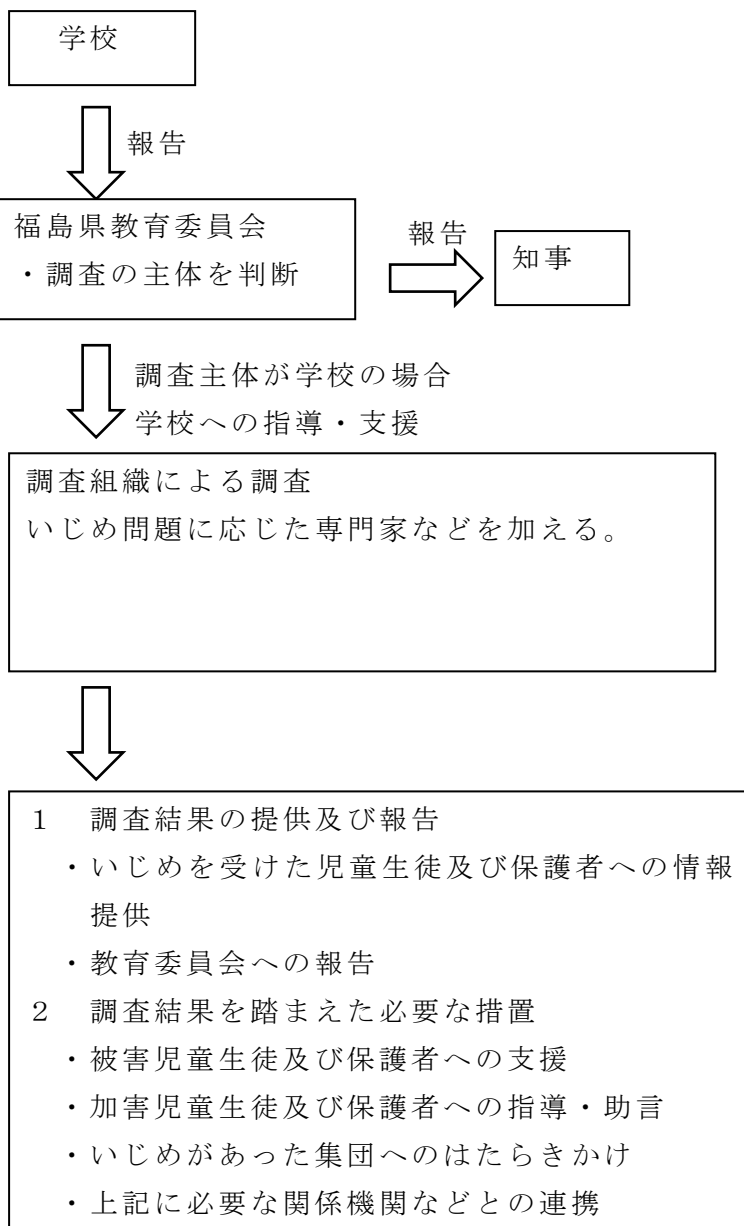 学校
報告
福島県教育委員会
・調査の主体を判断
報告
知事
調査主体が学校の場合
学校への指導・支援
調査組織による調査
いじめ問題に応じた専門家などを加える。
1　調査結果の提供及び報告
・いじめを受けた児童生徒及び保護者への情報
提供
・教育委員会への報告
2　調査結果を踏まえた必要な措置
・被害児童生徒及び保護者への支援
・加害児童生徒及び保護者への指導・助言
・いじめがあった集団へのはたらきかけ
・上記に必要な関係機関などとの連携